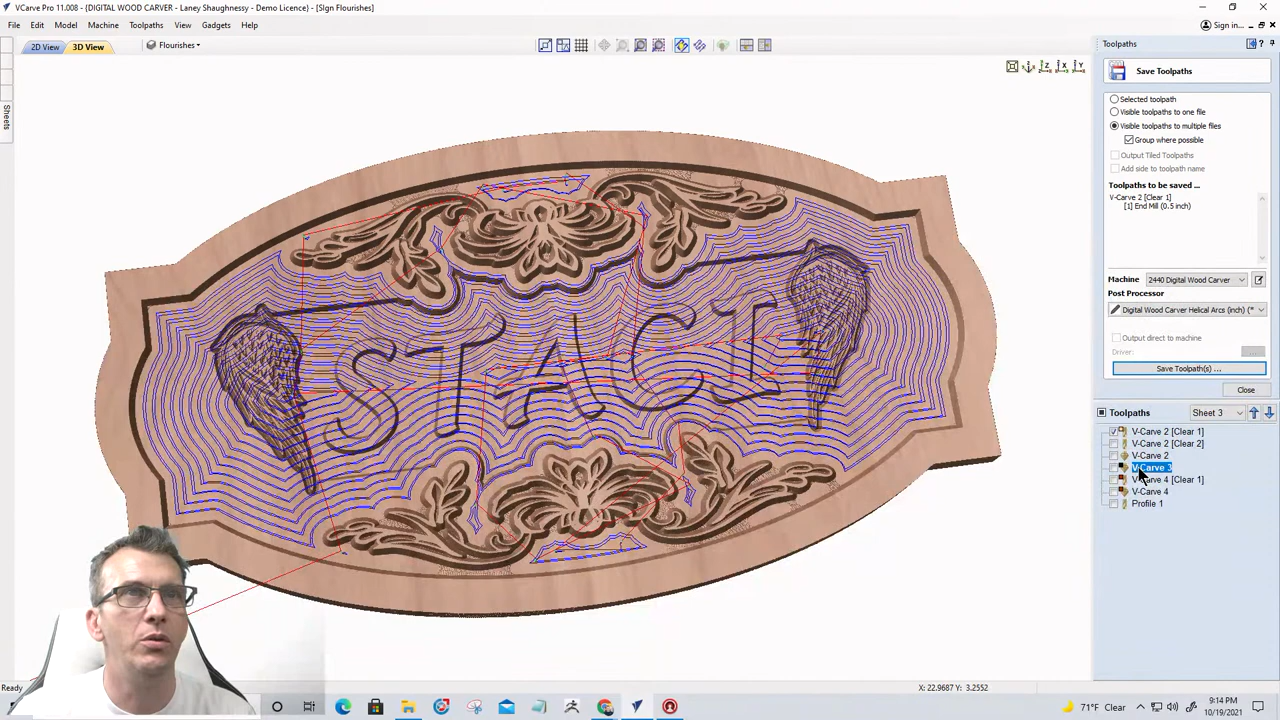 VCarve Pro 11.008 - {DIGITAL WOOD CARVER - Laney Shaughnessy - Demo Licence} - [SIgn Flourishes]
File Edit Model Machine Toolpaths View Gadgets Help
Sign in...
2D View 3D View Flourishes
Sheets
STACI
Toolpaths
Save Toolpaths
Selected toolpath
Visible toolpaths to one file
Visible toolpaths to multiple files
Group where possible
Output Tiled Toolpaths
Add side to toolpath name
Toolpaths to be saved ...
V-Carve 2 [Clear 1]
[1] End Mill (0.5 inch)
Machine 2440 Digital Wood Carver
Post Processor
Digital Wood Carver Helical Arcs (inch) (*
Output direct to machine
Driver: ...
Save Toolpath(s) ...
Close
Toolpaths Sheet 3
V-Carve 2 [Clear 1]
V-Carve 2 [Clear 2]
V-Carve 2
V-Carve 3
V-Carve 4 [Clear 1]
V-Carve 4
Profile 1
Ready
X: 22.9687 Y: 3.2552
71°F Clear
9:14 PM
10/19/2021